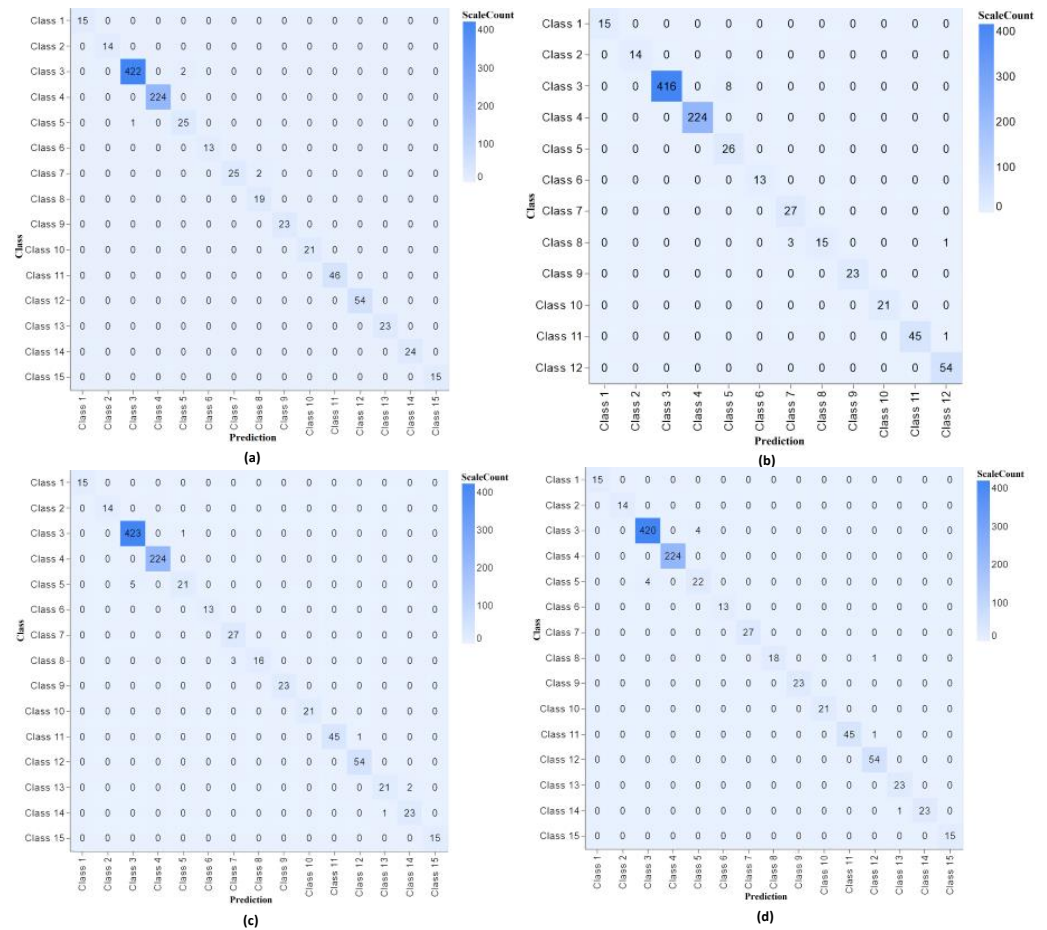 ScaleCount
400
300
200
100
0
Class
Class 1 15 0 0 0 0 0 0 0 0 0 0 0 0 0 0
Class 2 0 14 0 0 0 0 0 0 0 0 0 0 0 0 0
Class 3 0 0 422 0 2 0 0 0 0 0 0 0 0 0 0
Class 4 0 0 0 224 0 0 0 0 0 0 0 0 0 0 0
Class 5 0 0 1 0 25 0 0 0 0 0 0 0 0 0 0
Class 6 0 0 0 0 0 13 0 0 0 0 0 0 0 0 0
Class 7 0 0 0 0 0 0 25 2 0 0 0 0 0 0 0
Class 8 0 0 0 0 0 0 0 19 0 0 0 0 0 0 0
Class 9 0 0 0 0 0 0 0 0 23 0 0 0 0 0 0
Class 10 0 0 0 0 0 0 0 0 0 21 0 0 0 0 0
Class 11 0 0 0 0 0 0 0 0 0 0 46 0 0 0 0
Class 12 0 0 0 0 0 0 0 0 0 0 0 54 0 0 0
Class 13 0 0 0 0 0 0 0 0 0 0 0 0 23 0 0
Class 14 0 0 0 0 0 0 0 0 0 0 0 0 0 24 0
Class 15 0 0 0 0 0 0 0 0 0 0 0 0 0 0 15
Class 1 Class 2 Class 3 Class 4 Class 5 Class 6 Class 7 Class 8 Class 9 Class 10 Class 11 Class 12 Class 13 Class 14 Class 15
Prediction
(a)
ScaleCount
400
300
200
100
0
Class
Class 1 15 0 0 0 0 0 0 0 0 0 0 0
Class 2 0 14 0 0 0 0 0 0 0 0 0 0
Class 3 0 0 416 0 8 0 0 0 0 0 0 0
Class 4 0 0 0 224 0 0 0 0 0 0 0 0
Class 5 0 0 0 0 26 0 0 0 0 0 0 0
Class 6 0 0 0 0 0 13 0 0 0 0 0 0
Class 7 0 0 0 0 0 0 27 0 0 0 0 0
Class 8 0 0 0 0 0 0 3 15 0 0 0 1
Class 9 0 0 0 0 0 0 0 0 23 0 0 0
Class 10 0 0 0 0 0 0 0 0 0 21 0 0
Class 11 0 0 0 0 0 0 0 0 0 0 45 1
Class 12 0 0 0 0 0 0 0 0 0 0 0 54
Class 1 Class 2 Class 3 Class 4 Class 5 Class 6 Class 7 Class 8 Class 9 Class 10 Class 11 Class 12
Prediction
(b)
ScaleCount
400
300
200
100
0
Class
Class 1 15 0 0 0 0 0 0 0 0 0 0 0 0 0 0
Class 2 0 14 0 0 0 0 0 0 0 0 0 0 0 0 0
Class 3 0 0 423 0 1 0 0 0 0 0 0 0 0 0 0
Class 4 0 0 0 224 0 0 0 0 0 0 0 0 0 0 0
Class 5 0 0 5 0 21 0 0 0 0 0 0 0 0 0 0
Class 6 0 0 0 0 0 13 0 0 0 0 0 0 0 0 0
Class 7 0 0 0 0 0 0 27 0 0 0 0 0 0 0 0
Class 8 0 0 0 0 0 0 3 16 0 0 0 0 0 0 0
Class 9 0 0 0 0 0 0 0 0 23 0 0 0 0 0 0
Class 10 0 0 0 0 0 0 0 0 0 21 0 0 0 0 0
Class 11 0 0 0 0 0 0 0 0 0 0 45 1 0 0 0
Class 12 0 0 0 0 0 0 0 0 0 0 0 54 0 0 0
Class 13 0 0 0 0 0 0 0 0 0 0 0 0 21 2 0
Class 14 0 0 0 0 0 0 0 0 0 0 0 0 1 23 0
Class 15 0 0 0 0 0 0 0 0 0 0 0 0 0 0 15
Class 1 Class 2 Class 3 Class 4 Class 5 Class 6 Class 7 Class 8 Class 9 Class 10 Class 11 Class 12 Class 13 Class 14 Class 15
Prediction
(c)
ScaleCount
400
300
200
100
0
Class
Class 1 15 0 0 0 0 0 0 0 0 0 0 0 0 0 0
Class 2 0 14 0 0 0 0 0 0 0 0 0 0 0 0 0
Class 3 0 0 420 0 4 0 0 0 0 0 0 0 0 0 0
Class 4 0 0 0 224 0 0 0 0 0 0 0 0 0 0 0
Class 5 0 0 4 0 22 0 0 0 0 0 0 0 0 0 0
Class 6 0 0 0 0 0 13 0 0 0 0 0 0 0 0 0
Class 7 0 0 0 0 0 0 27 0 0 0 0 0 0 0 0
Class 8 0 0 0 0 0 0 0 18 0 0 0 1 0 0 0
Class 9 0 0 0 0 0 0 0 0 23 0 0 0 0 0 0
Class 10 0 0 0 0 0 0 0 0 0 21 0 0 0 0 0
Class 11 0 0 0 0 0 0 0 0 0 0 45 1 0 0 0
Class 12 0 0 0 0 0 0 0 0 0 0 0 54 0 0 0
Class 13 0 0 0 0 0 0 0 0 0 0 0 0 23 0 0
Class 14 0 0 0 0 0 0 0 0 0 0 0 0 1 23 0
Class 15 0 0 0 0 0 0 0 0 0 0 0 0 0 0 15
Class 1 Class 2 Class 3 Class 4 Class 5 Class 6 Class 7 Class 8 Class 9 Class 10 Class 11 Class 12 Class 13 Class 14 Class 15
Prediction
(d)